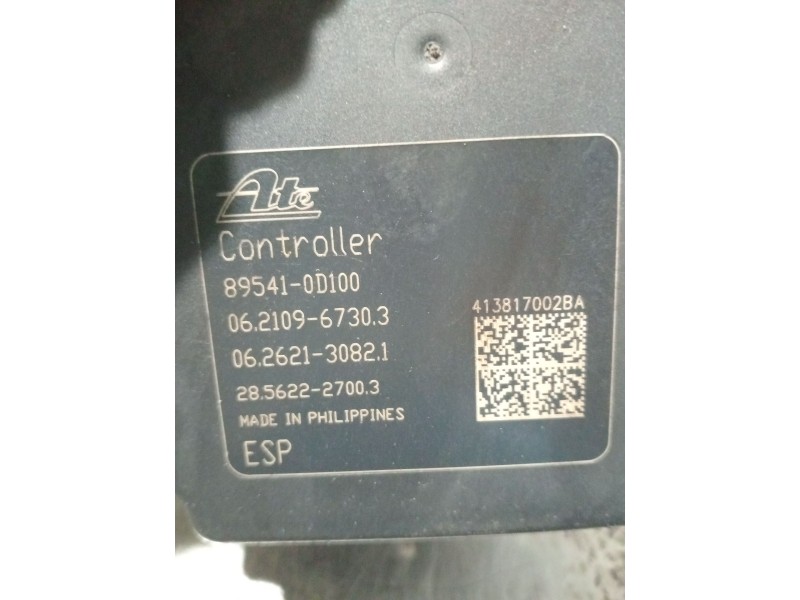 Ate
Controller
89541-0D100
06.2109-6730.3
413817002BA
06.2621-3082.1
28.5622-2700.3
MADE IN PHILIPPINES
ESP